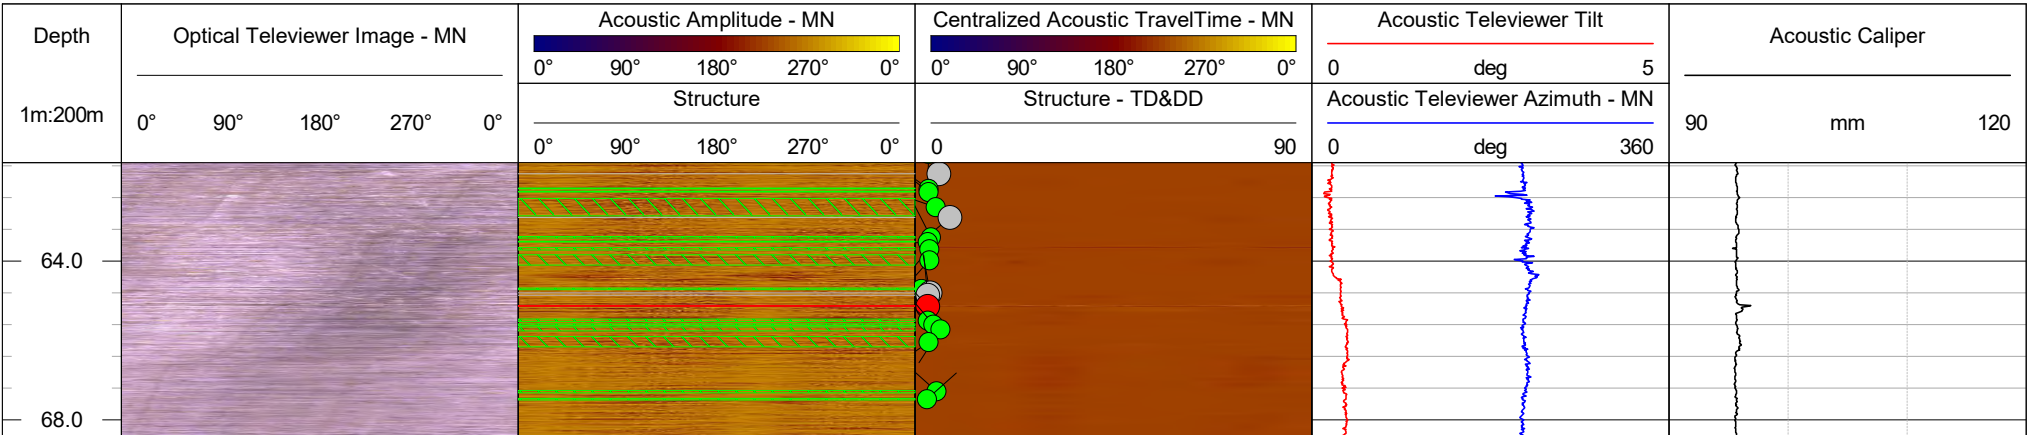 Depth
1m:200m
Optical Televiewer Image - MN
0° 90° 180° 270° 0°
Acoustic Amplitude - MN
0° 90° 180° 270° 0°
Structure
0° 90° 180° 270° 0°
Centralized Acoustic TravelTime - MN
0° 90° 180° 270° 0°
Structure - TD&DD
0 90
Acoustic Televiewer Tilt
0 deg 5
Acoustic Televiewer Azimuth - MN
0 deg 360
Acoustic Caliper
90 mm 120
64.0
68.0